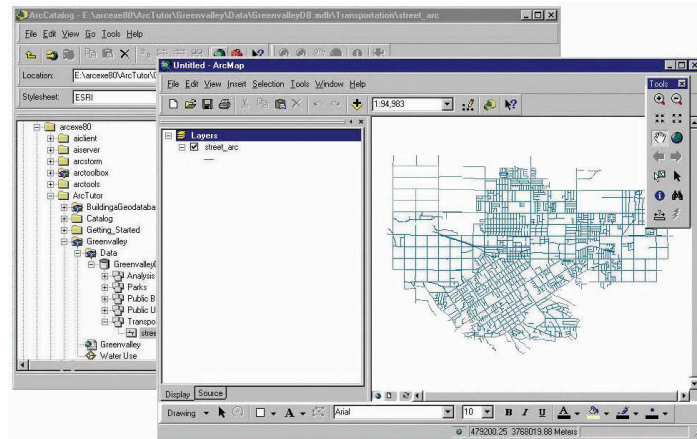 ArcCatalog - E:\arcexe80\ArcTutor\Greenvalley\Data\GreenvalleyDB.mdb\Transportation\street_arc
File Edit View Go Tools Help
Location: E:\arcexe80\ArcTutor\
Stylesheet: ESRI
arcexe80
aiclient
aiserver
arcstorm
arctoolbox
arctools
ArcTutor
BuildingaGeodataba
Catalog
Getting_Started
Greenvalley
Data
Greenvalley
Analysis
Parks
Public B
Public U
Transpo
stree
Greenvalley
Water Use
Untitled - ArcMap
File Edit View Insert Selection Tools Window Help
1:94,983
Layers
street_arc
Tools
Display Source
Drawing A Arial 10 B I U A
479200.25 3768019.88 Meters